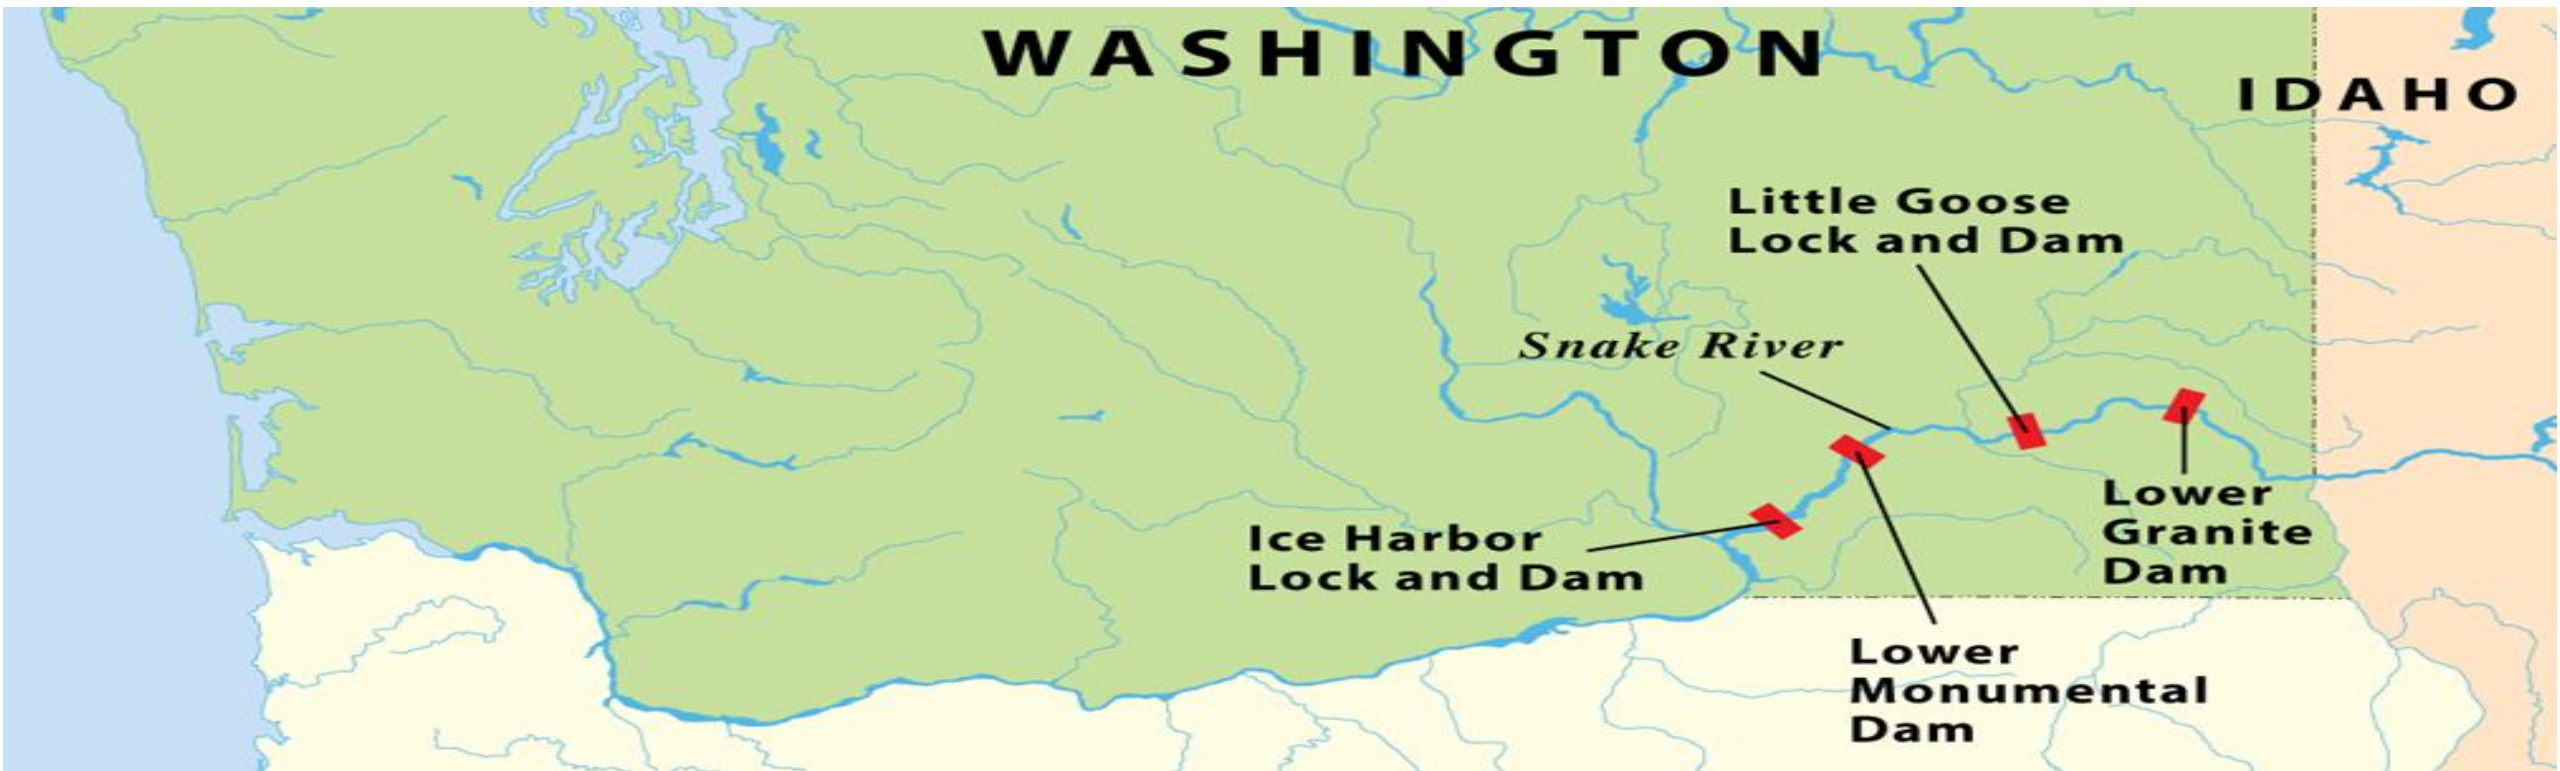 WASHINGTON
IDAHO
Little Goose
Lock and Dam
Snake River
Lower
Granite
Dam
Ice Harbor
Lock and Dam
Lower
Monumental
Dam